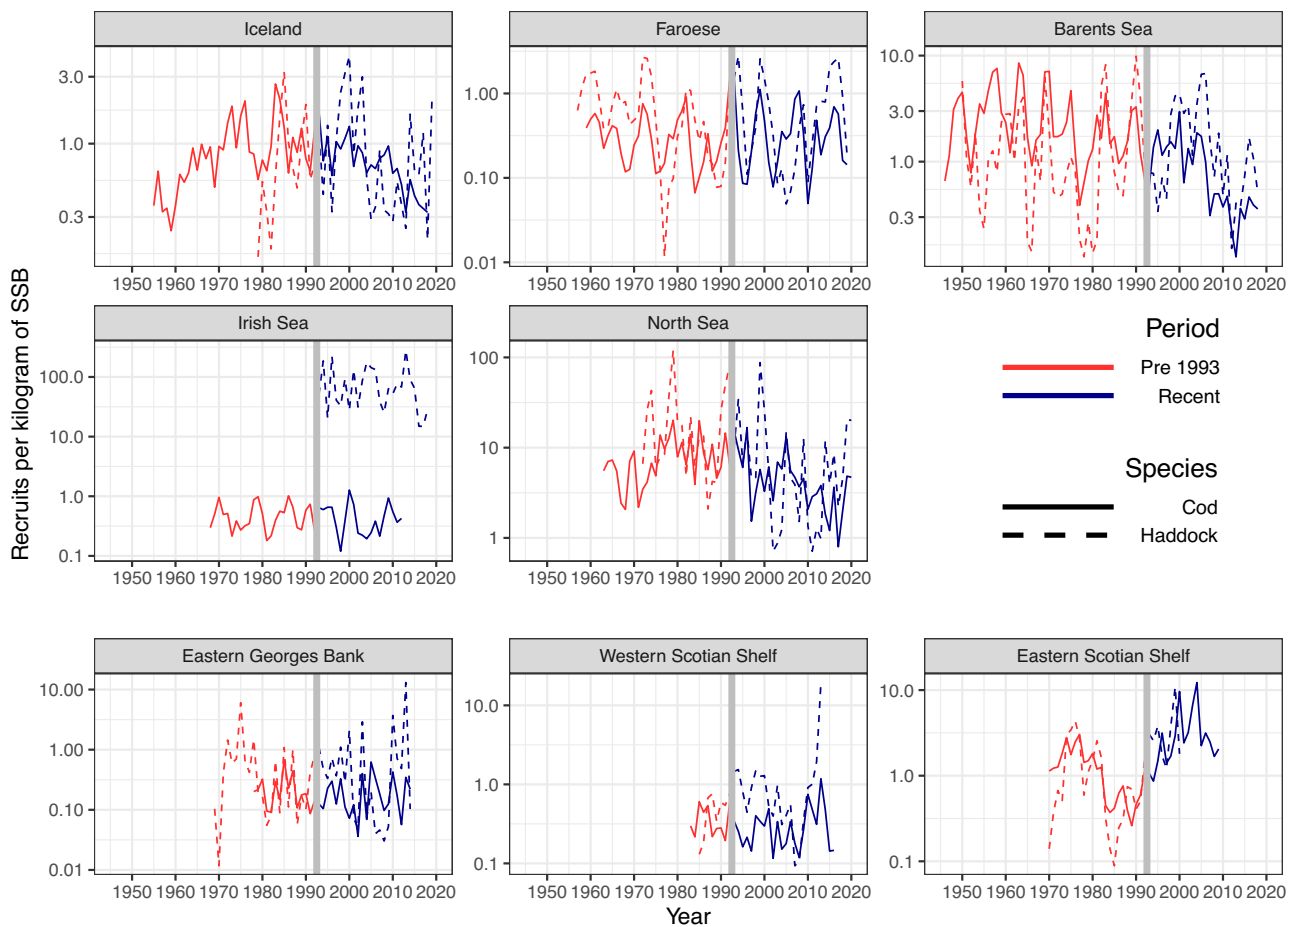 Iceland
3.0
1.0
0.3
1950 1960 1970 1980 1990 2000 2010 2020
Faroese
1.00
0.10
0.01
1950 1960 1970 1980 1990 2000 2010 2020
Barents Sea
10.0
3.0
1.0
0.3
1950 1960 1970 1980 1990 2000 2010 2020
Recruits per kilogram of SSB
Irish Sea
100.0
10.0
1.0
0.1
1950 1960 1970 1980 1990 2000 2010 2020
North Sea
100
10
1
1950 1960 1970 1980 1990 2000 2010 2020
Period
Pre 1993
Recent
Species
Cod
Haddock
Eastern Georges Bank
10.00
1.00
0.10
0.01
1950 1960 1970 1980 1990 2000 2010 2020
Western Scotian Shelf
10.0
1.0
0.1
1950 1960 1970 1980 1990 2000 2010 2020
Eastern Scotian Shelf
10.0
1.0
0.1
1950 1960 1970 1980 1990 2000 2010 2020
Year